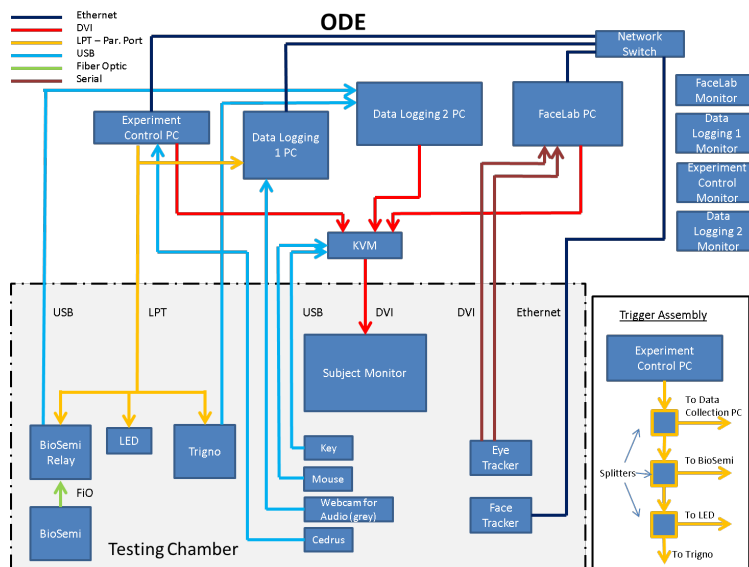 Ethernet
ODE
DVI
LPT – Par. Port
USB
Fiber Optic
Serial
Network
Switch
FaceLab
Monitor
Data
Logging 1
Monitor
Experiment
Control
Monitor
Data
Logging 2
Monitor
Experiment
Control PC
Data Logging
1 PC
Data Logging 2 PC
FaceLab PC
KVM
USB
LPT
USB
DVI
DVI
Ethernet
Subject Monitor
BioSemi
Relay
LED
Trigno
Key
Mouse
Webcam for
Audio (grey)
Cedrus
Eye
Tracker
Face
Tracker
FiO
BioSemi
Testing Chamber
Trigger Assembly
Experiment
Control PC
To Data
Collection PC
To BioSemi
Splitters
To LED
To Trigno